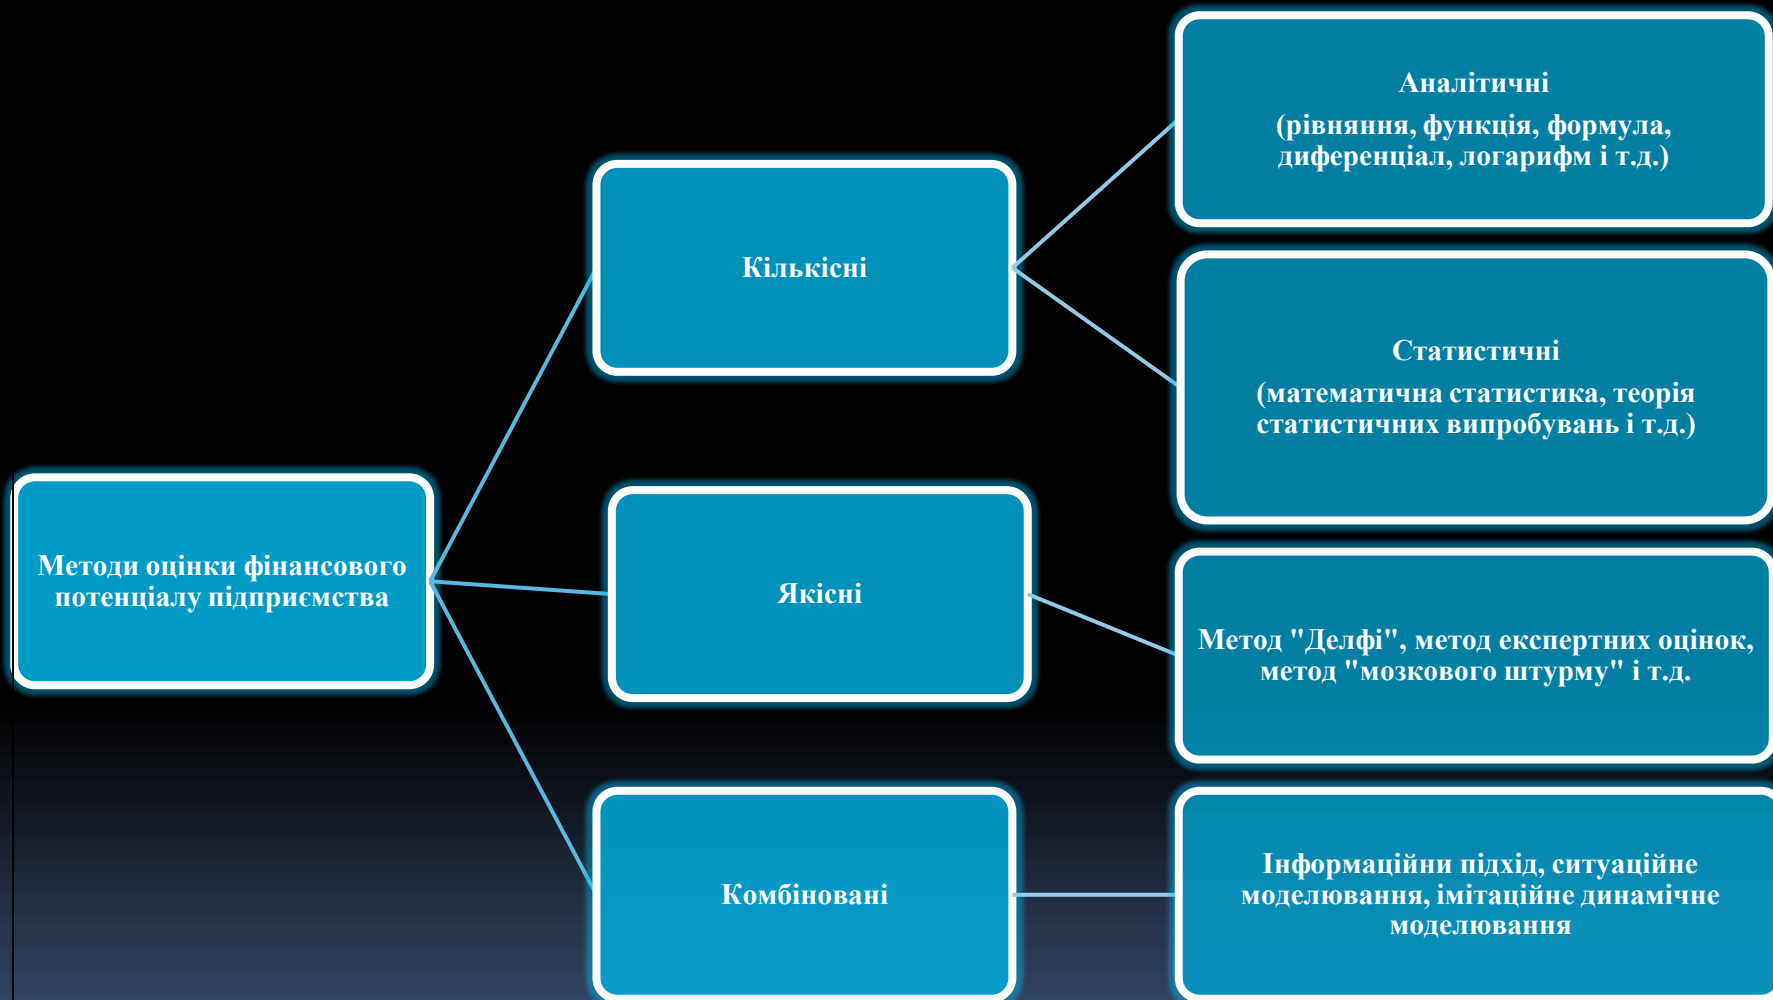 Методи оцінки фінансового
потенціалу підприємства
Кількісні
Аналітичні
(рівняння, функція, формула,
диференціал, логарифм і т.д.)
Статистичні
(математична статистика, теорія
статистичних випробувань і т.д.)
Якісні
Метод "Делфі", метод експертних оцінок,
метод "мозкового штурму" і т.д.
Комбіновані
Інформаційни підхід, ситуаційне
моделювання, імітаційне динамічне
моделювання